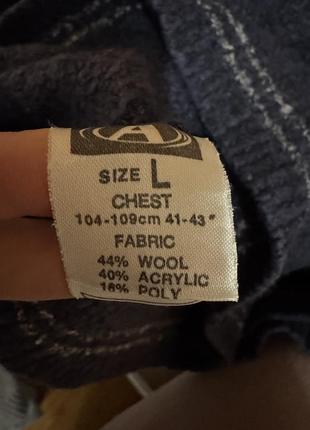 A
SIZE L
CHEST
104-109cm 41-43"
FABRIC
44% WOOL
40% ACRYLIC
16% POLY